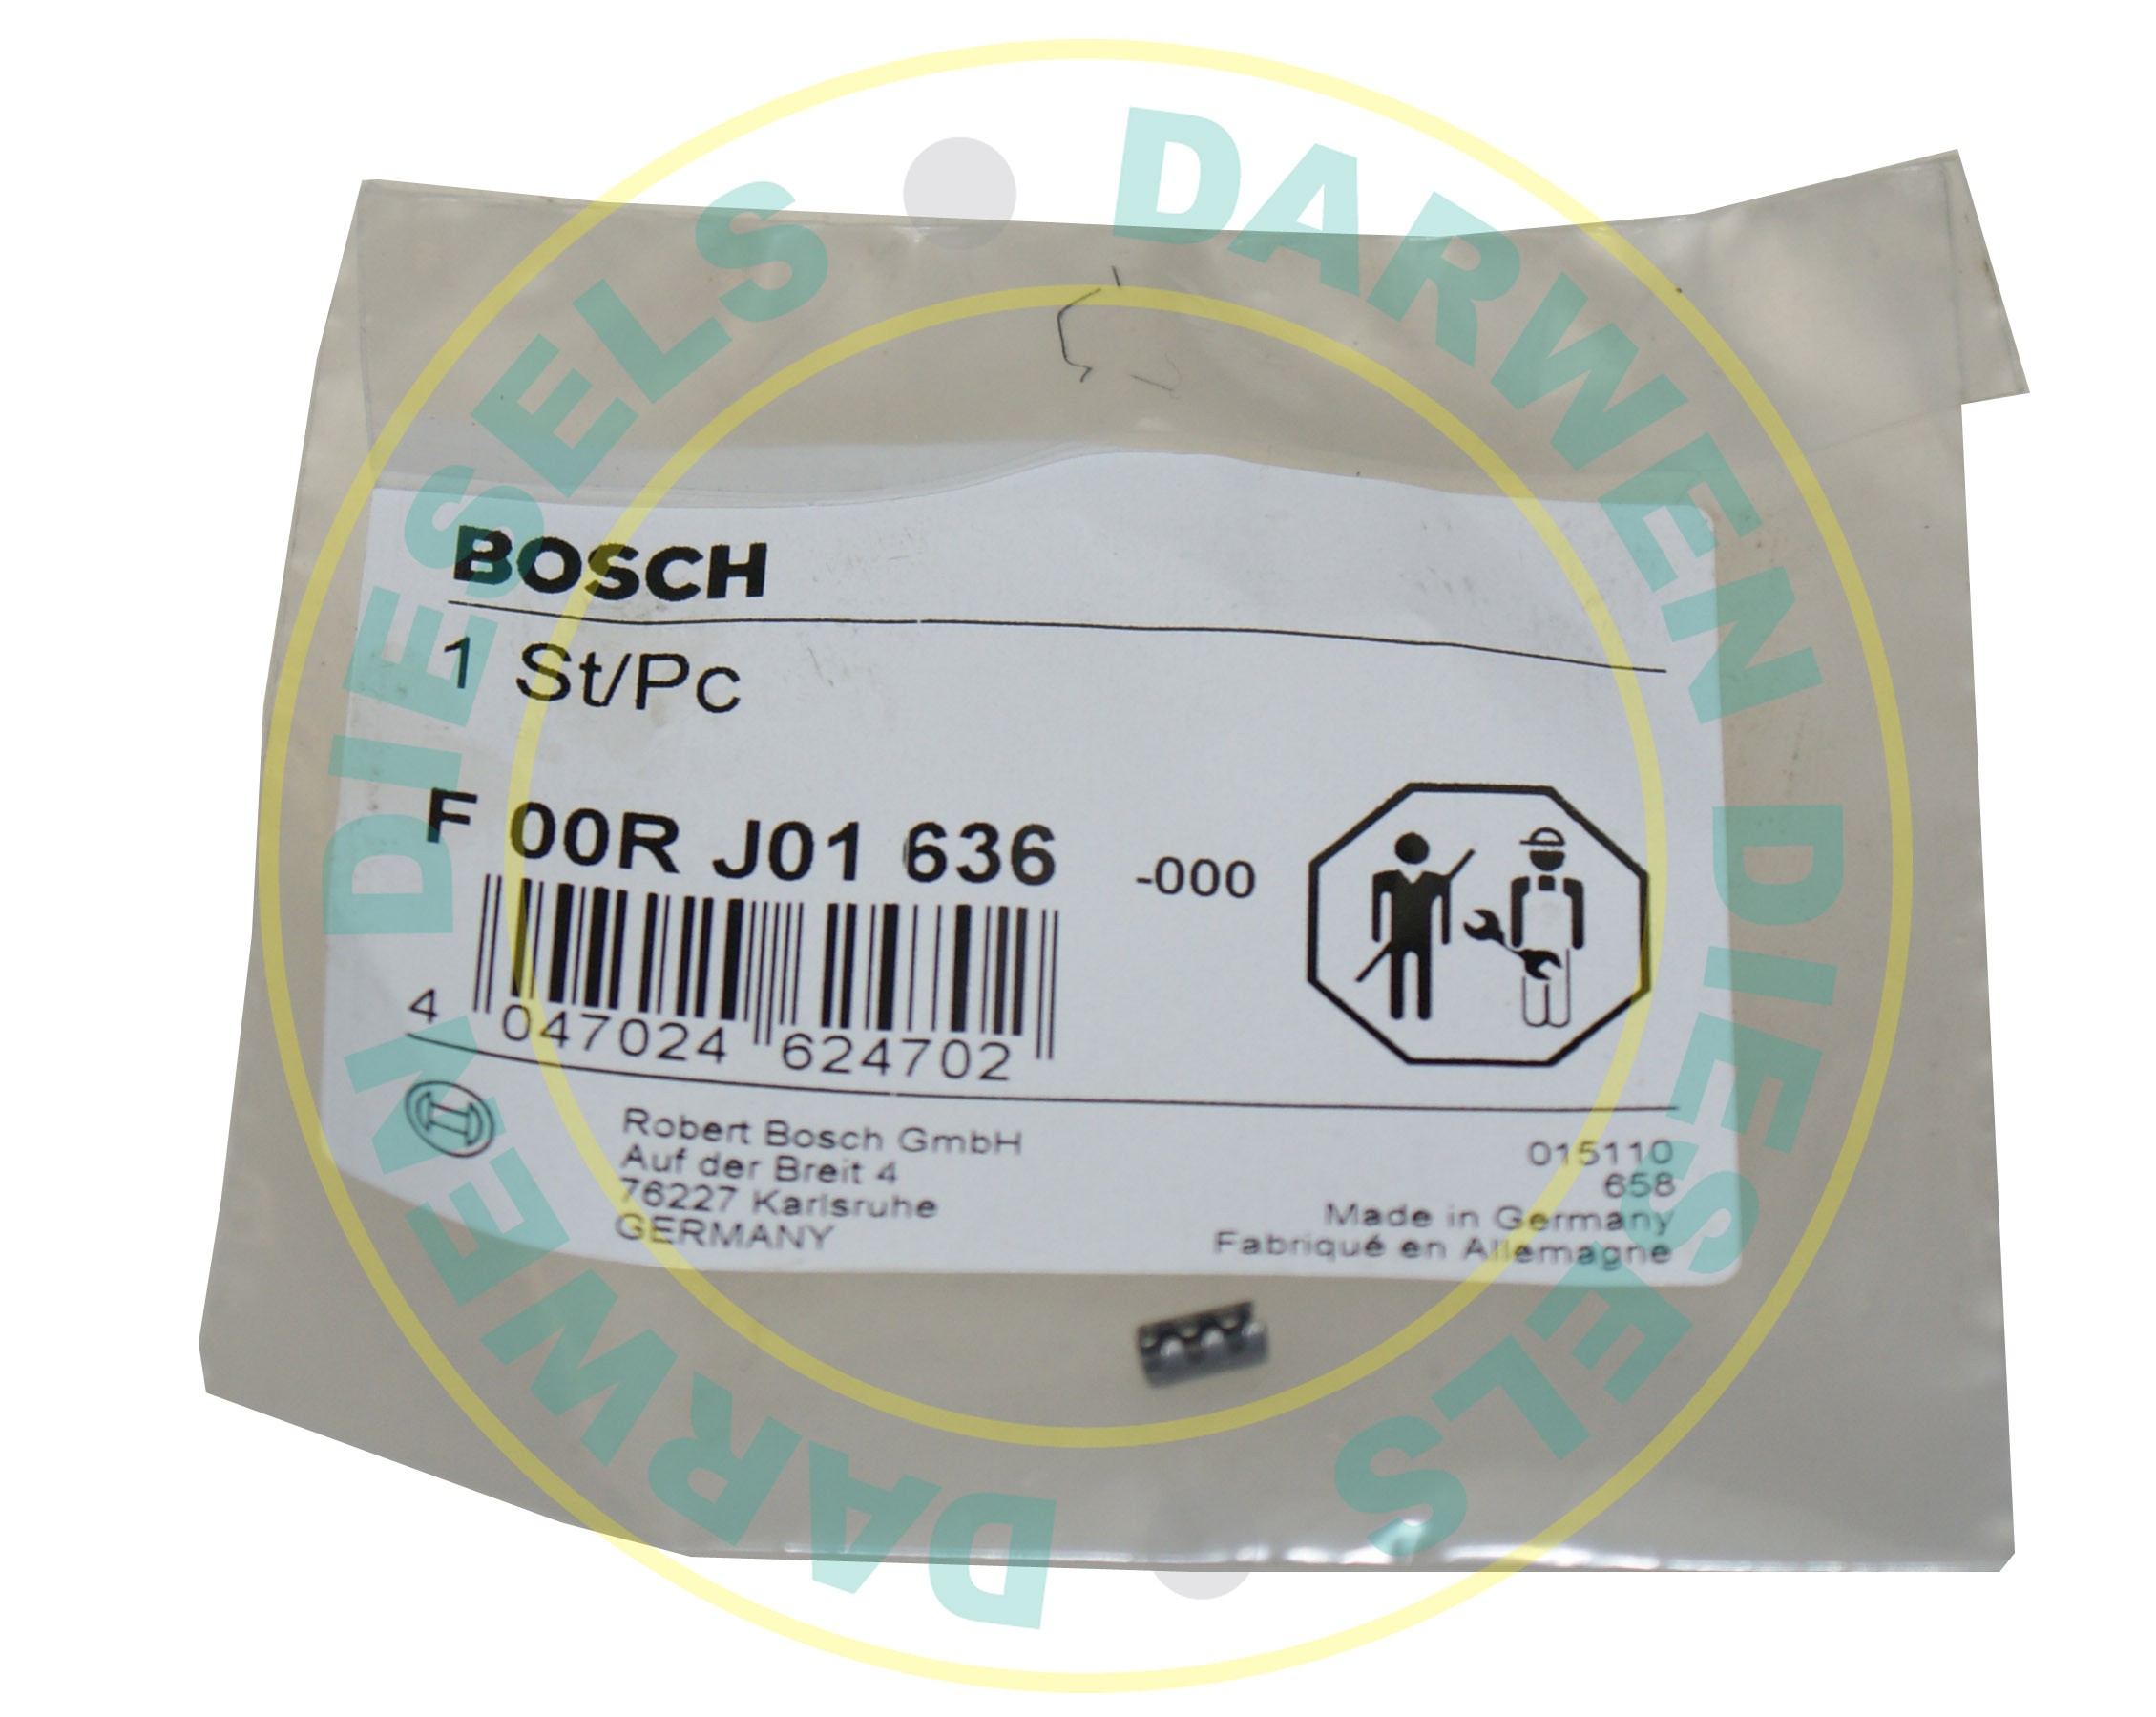 DARWEN DIESELS
DARWEN DIESELS
BOSCH
1 St/Pc
F 00R J01 636 -000
4 047024 624702
Robert Bosch GmbH
Auf der Breit 4
76227 Karlsruhe
GERMANY
015110
658
Made in Germany
Fabriqué en Allemagne